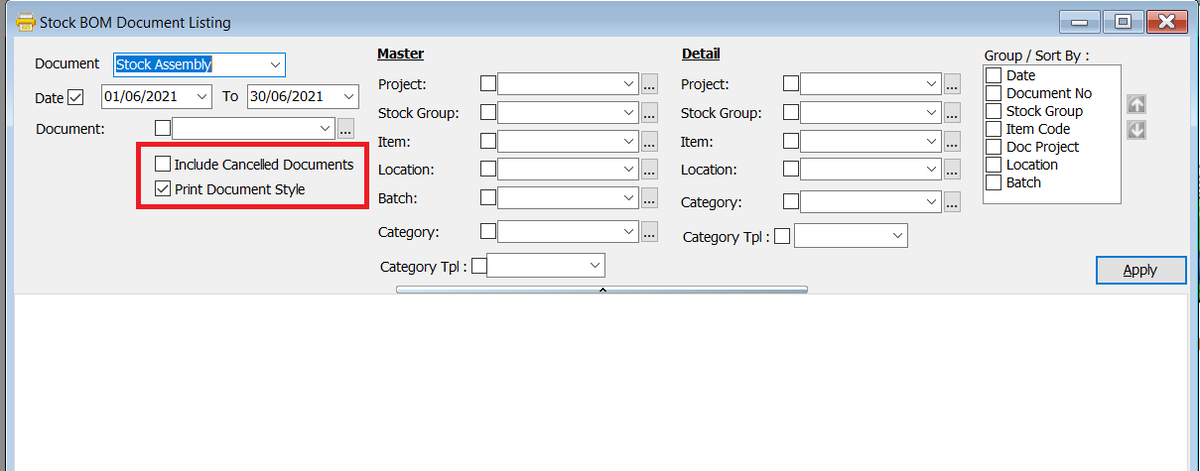 Stock BOM Document Listing
Document Stock Assembly
Date 01/06/2021 To 30/06/2021
Document: ...
Include Cancelled Documents
Print Document Style
Master
Project: ...
Stock Group: ...
Item: ...
Location: ...
Batch: ...
Category: ...
Category Tpl :
Detail
Project: ...
Stock Group: ...
Item: ...
Location: ...
Category: ...
Category Tpl :
Group / Sort By :
Date
Document No
Stock Group
Item Code
Doc Project
Location
Batch
Apply